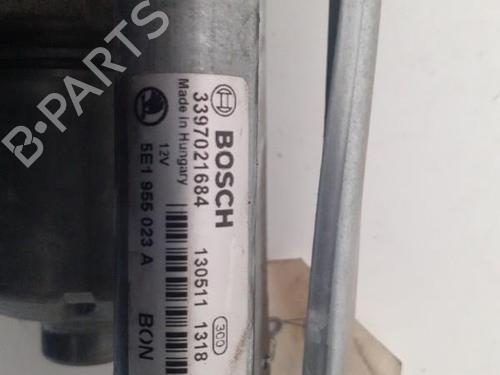 BOSCH
3397021684
Made in Hungary
12V
5E1 955 023 A
300
130511 1318
BON
B-PARTS